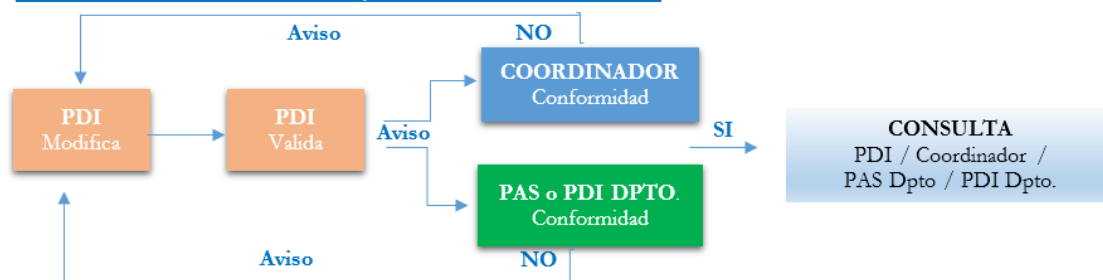 Aviso
NO
PDI
Modifica
PDI
Valida
Aviso
COORDINADOR
Conformidad
PAS o PDI DPTO.
Conformidad
SI
CONSULTA
PDI / Coordinador /
PAS Dpto / PDI Dpto.
Aviso
NO